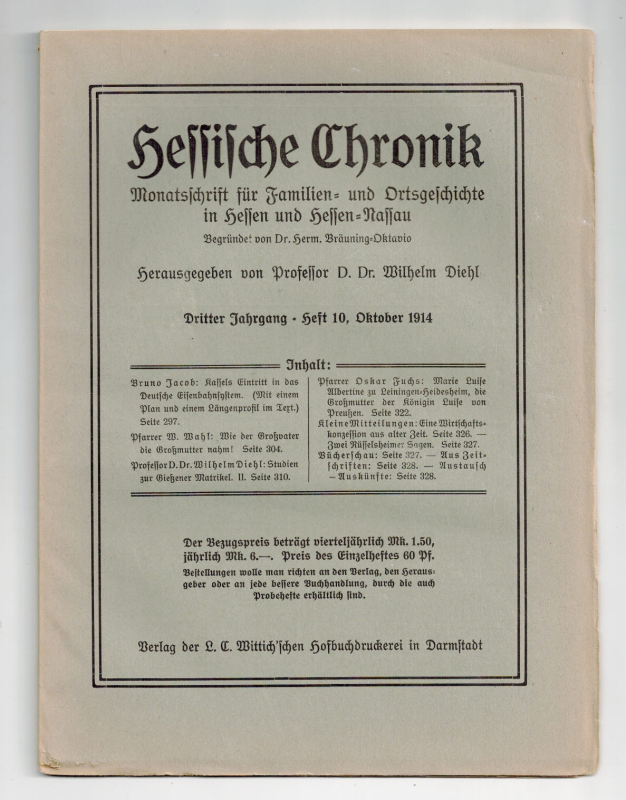 Hessische Chronik
Monatsschrift für Familien- und Ortsgeschichte
in Hessen und Hessen-Nassau
Begründet von Dr. Herm. Bräuning-Oktavio
Herausgegeben von Professor D. Dr. Wilhelm Diehl
Dritter Jahrgang • Heft 10, Oktober 1914
Inhalt:
Bruno Jacob: Kassels Eintritt in das
Deutsche Eisenbahnsystem. (Mit einem
Plan und einem Längenprofil im Text.)
Seite 297.
Pfarrer W. Wahl: Wie der Großvater
die Großmutter nahm! Seite 304.
Professor D. Dr. Wilhelm Diehl: Studien
zur Gießener Matrikel. II. Seite 310.
Pfarrer Oskar Fuchs: Marie Luise
Albertine zu Leiningen-Heidesheim, die
Großmutter der Königin Luise von
Preußen. Seite 322.
Kleine Mitteilungen: Eine Wirtschafts-
konzession aus alter Zeit. Seite 326. —
Zwei Rüsselsheimer Sagen. Seite 327.
Bücherschau: Seite 327. — Aus Zeit-
schriften: Seite 328. — Austausch
— Auskünfte: Seite 328.
Der Bezugspreis beträgt vierteljährlich Mk. 1.50,
jährlich Mk. 6.—. Preis des Einzelheftes 60 Pf.
Bestellungen wolle man richten an den Verlag, den Heraus-
geber oder an jede bessere Buchhandlung, durch die auch
Probehefte erhältlich sind.
Verlag der L. C. Wittich'schen Hofbuchdruckerei in Darmstadt